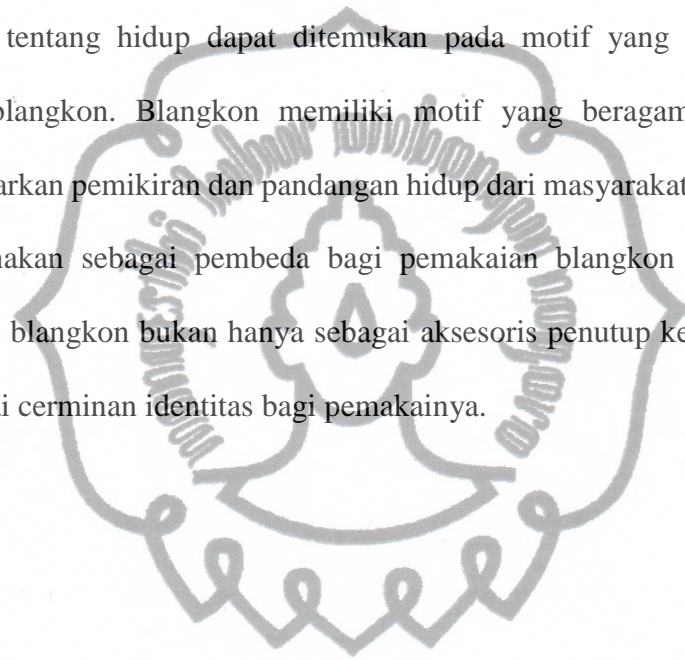 tentang hidup dapat ditemukan pada motif yang
blangkon. Blangkon memiliki motif yang beragam
arkan pemikiran dan pandangan hidup dari masyarakat
nakan sebagai pembeda bagi pemakaian blangkon
blangkon bukan hanya sebagai aksesoris penutup ke
i cerminan identitas bagi pemakainya.